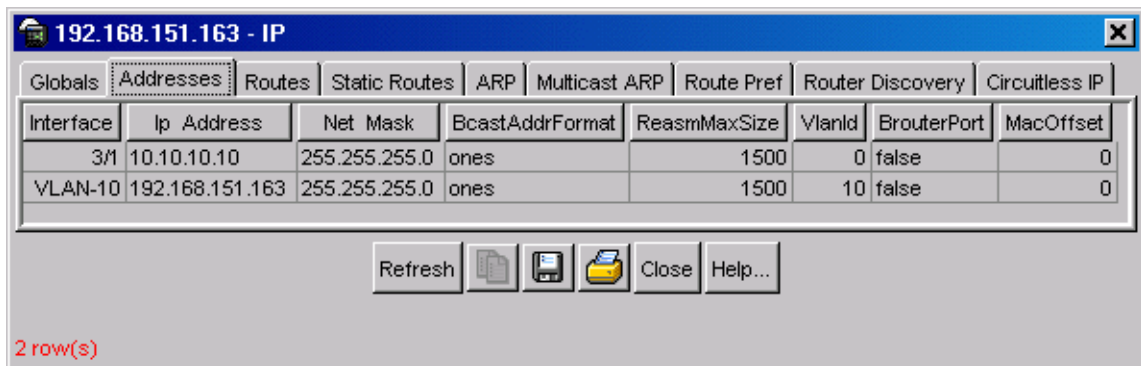 192.168.151.163 - IP
Globals Addresses Routes Static Routes ARP Multicast ARP Route Pref Router Discovery Circuitless IP
Interface Ip Address Net Mask BcastAddrFormat ReasmMaxSize VlanId BrouterPort MacOffset
3/1 10.10.10.10 255.255.255.0 ones 1500 0 false 0
VLAN-10 192.168.151.163 255.255.255.0 ones 1500 10 false 0
Refresh Close Help...
2 row(s)